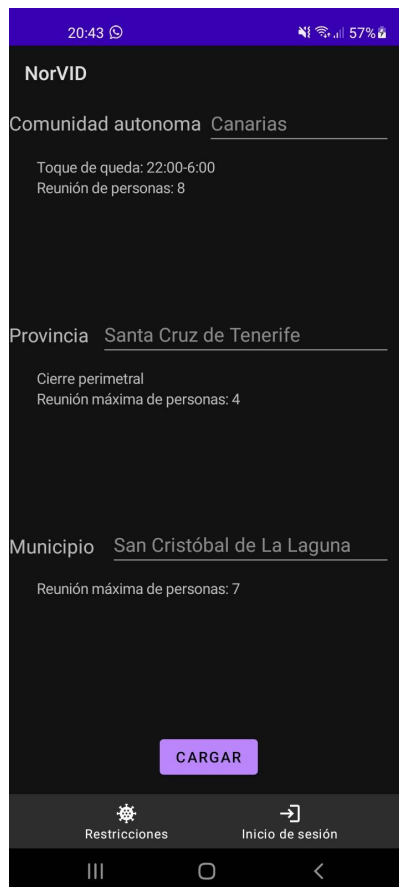 20:43 57%
NorVID
Comunidad autonoma Canarias
Toque de queda: 22:00-6:00
Reunión de personas: 8
Provincia Santa Cruz de Tenerife
Cierre perimetral
Reunión máxima de personas: 4
Municipio San Cristóbal de La Laguna
Reunión máxima de personas: 7
CARGAR
Restricciones Inicio de sesión